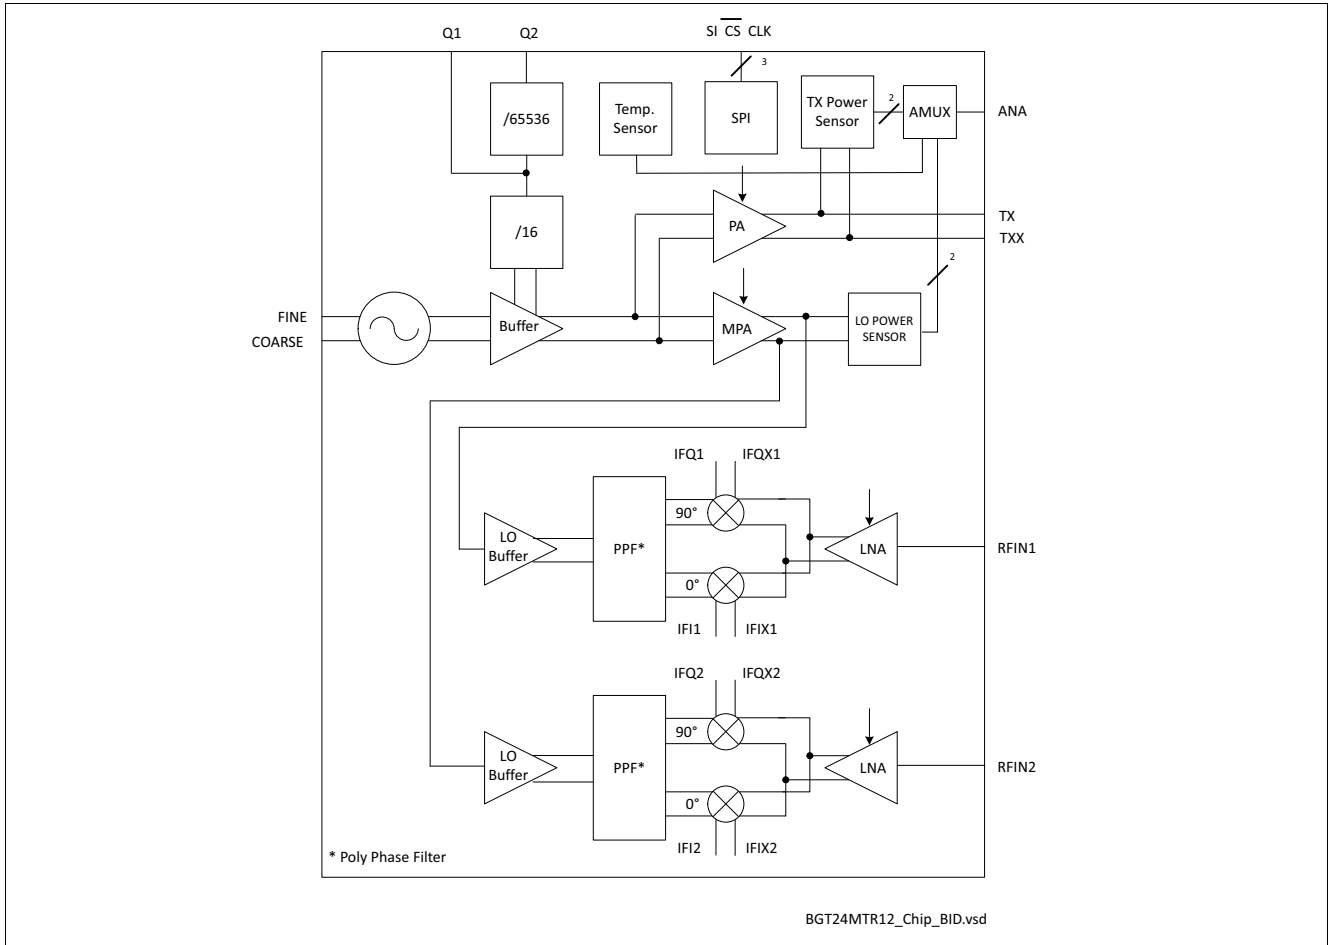 Q1 Q2 SI CS CLK
3
/65536
Temp.
Sensor
SPI
TX Power
Sensor
2
AMUX
ANA
/16
PA
TX
TXX
2
FINE
COARSE
Buffer
MPA
LO POWER
SENSOR
IFQ1 IFQX1
LO
Buffer
PPF*
90°
0°
LNA
RFIN1
IFI1 IFIX1
IFQ2 IFQX2
LO
Buffer
PPF*
90°
0°
LNA
RFIN2
IFI2 IFIX2
* Poly Phase Filter
BGT24MTR12_Chip_BID.vsd